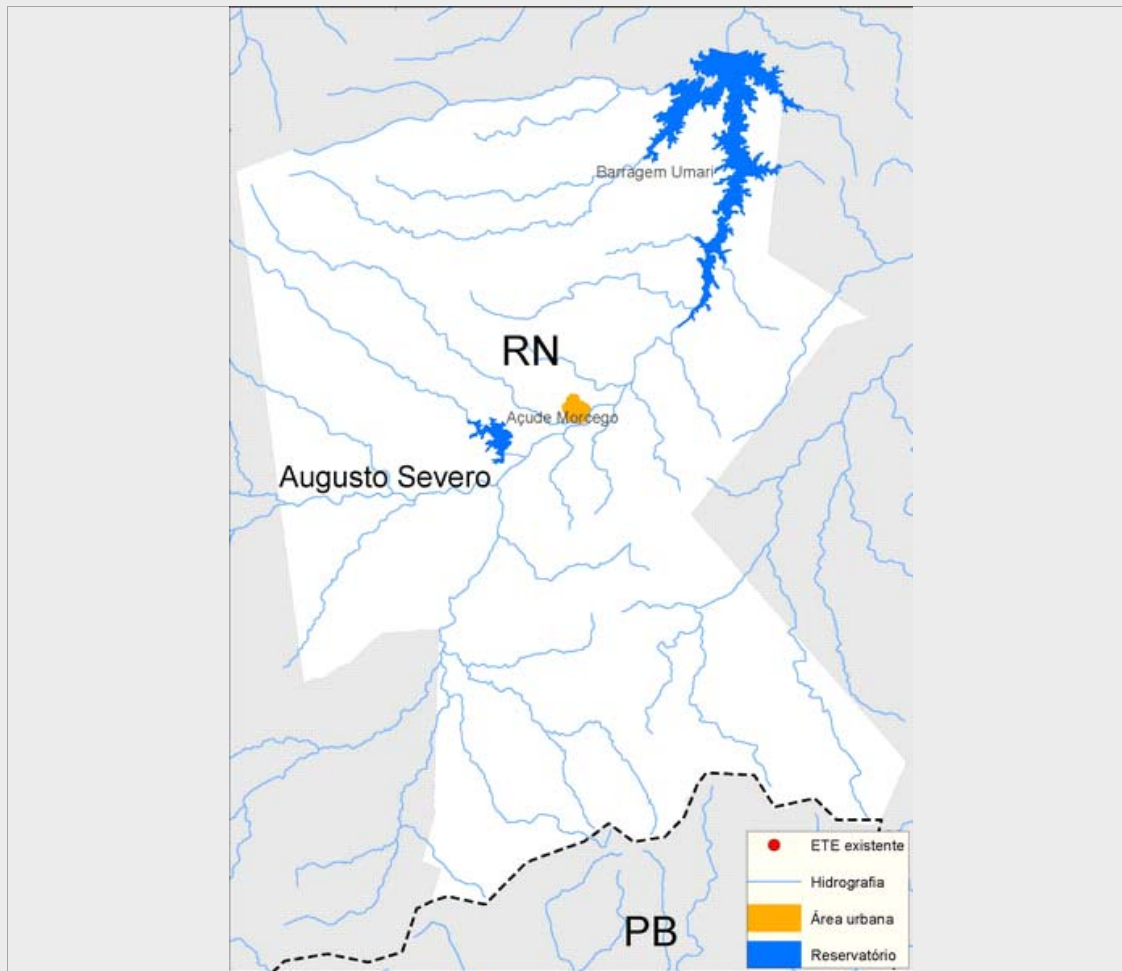 Barragem Umari
RN
Açude Morcego
Augusto Severo
PB
ETE existente
Hidrografia
Área urbana
Reservatório